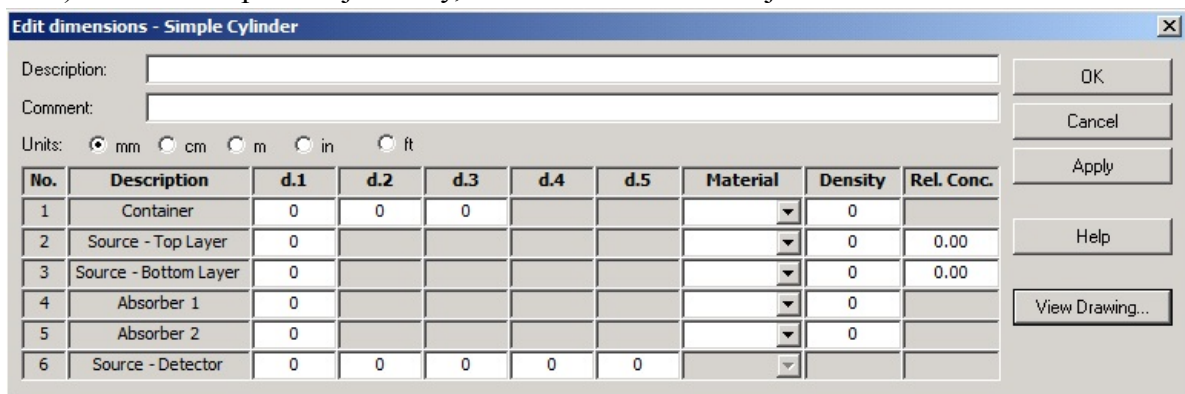 Edit dimensions - Simple Cylinder
Description:
OK
Comment:
Cancel
Units: mm cm m in ft
Apply
No. Description d.1 d.2 d.3 d.4 d.5 Material Density Rel. Conc.
1 Container 0 0 0 0
2 Source - Top Layer 0 0 0.00
Help
3 Source - Bottom Layer 0 0 0.00
4 Absorber 1 0 0
View Drawing...
5 Absorber 2 0 0
6 Source - Detector 0 0 0 0 0